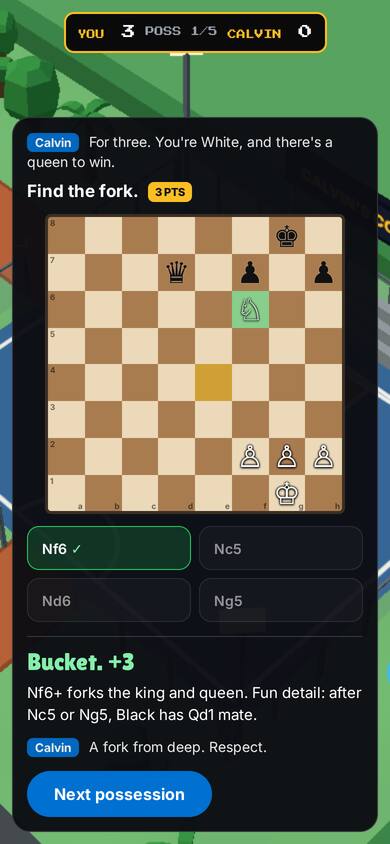 YOU 3 POSS 1/5 CALVIN 0
Calvin For three. You're White, and there's a
queen to win.
Find the fork. 3 PTS
8
7
6
5
4
3
2
1
a b c d e f g h
Nf6 ✓ Nc5
Nd6 Ng5
Bucket. +3
Nf6+ forks the king and queen. Fun detail: after
Nc5 or Ng5, Black has Qd1 mate.
Calvin A fork from deep. Respect.
Next possession